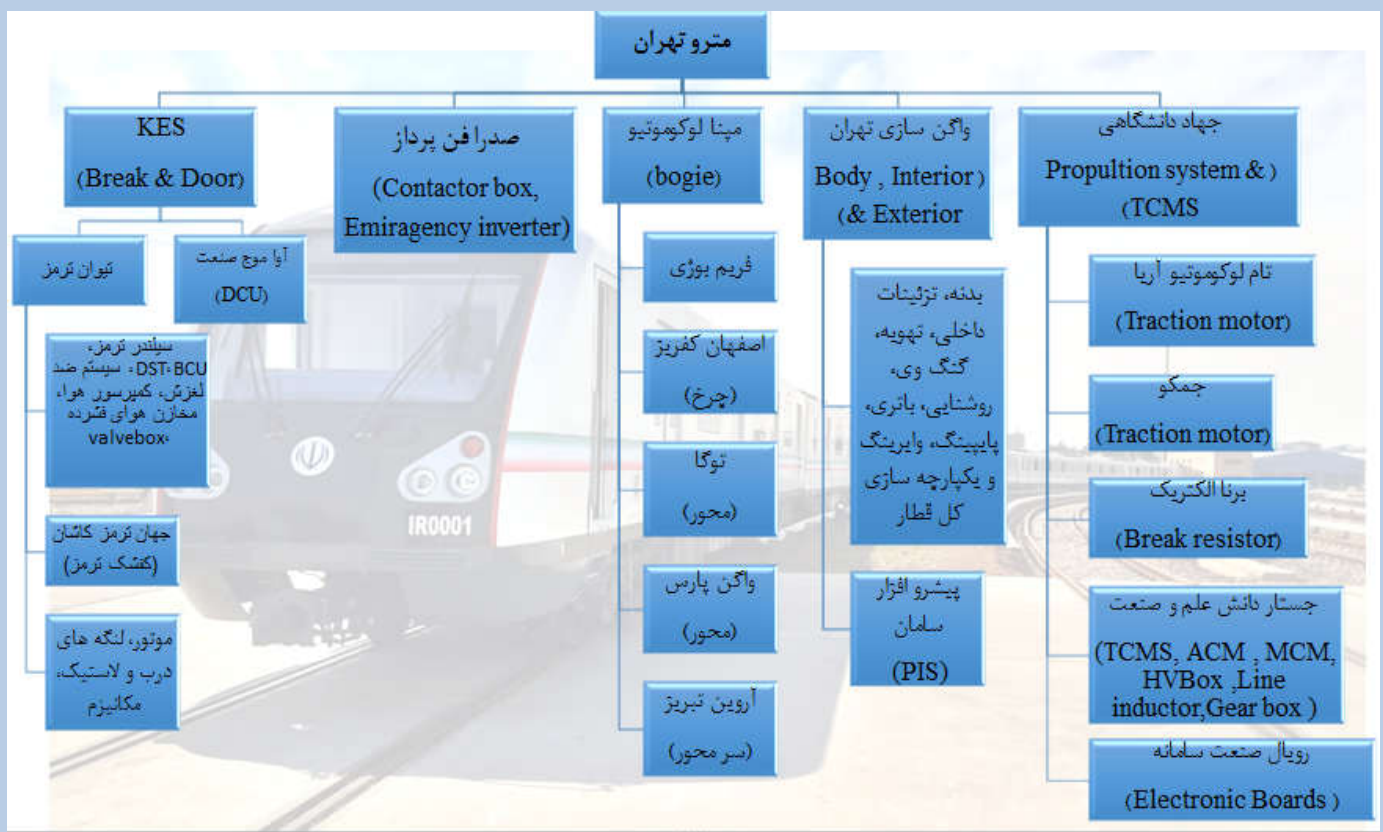 مترو تهران
KES
(Break & Door)
صدرا فن پرداز
(Contactor box,
Emiragency inverter)
مپنا لوکوموتیو
(bogie)
واگن سازی تهران
Body , Interior )
(& Exterior
جهاد دانشگاهی
Propultion system & )
(TCMS
تیوان ترمز
آوا موج صنعت
(DCU)
سیلندر ترمز،
DST، BCU، سیستم ضد
لغزش، کمپرسور هوا،
مخازن هوای فشرده
،valvebox
جهان ترمز کاشان
(کفشک ترمز)
موتور، لنگه های
درب و لاستیک،
مکانیزم
فریم بوژی
اصفهان کفریز
(چرخ)
توگا
(محور)
واگن پارس
(محور)
آروین تبریز
(سر محور)
بدنه، تزئینات
داخلی، تهویه،
گنگ وی،
روشنایی، باتری،
پایپینگ، وایرینگ
و یکپارچه سازی
کل قطار
پیشرو افزار
سامان
(PIS)
تام لوکوموتیو آریا
(Traction motor)
جمکو
(Traction motor)
برنا الکتریک
(Break resistor)
جستار دانش علم و صنعت
(TCMS, ACM , MCM,
HVBox ,Line
inductor,Gear box )
رویال صنعت سامانه
(Electronic Boards )
IR0001